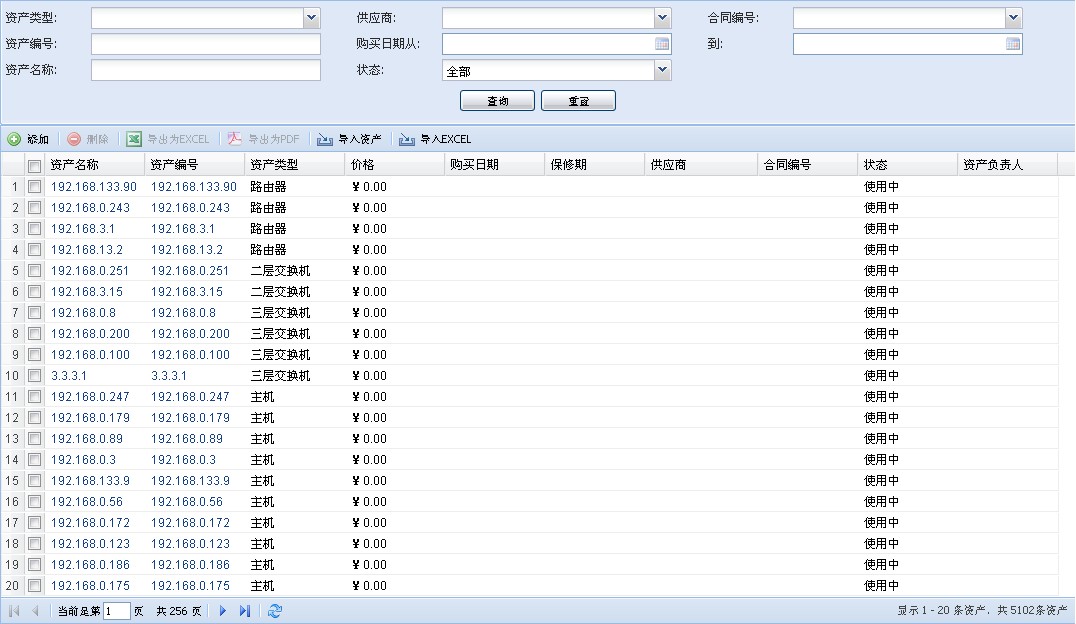 资产类型: 供应商: 合同编号:
资产编号: 购买日期从: 到:
资产名称: 状态: 全部
查询 重置
添加 删除 导出为EXCEL 导出为PDF 导入资产 导入EXCEL
资产名称 资产编号 资产类型 价格 购买日期 保修期 供应商 合同编号 状态 资产负责人
1 192.168.133.90 192.168.133.90 路由器 ¥ 0.00 使用中
2 192.168.0.243 192.168.0.243 路由器 ¥ 0.00 使用中
3 192.168.3.1 192.168.3.1 路由器 ¥ 0.00 使用中
4 192.168.13.2 192.168.13.2 路由器 ¥ 0.00 使用中
5 192.168.0.251 192.168.0.251 二层交换机 ¥ 0.00 使用中
6 192.168.3.15 192.168.3.15 二层交换机 ¥ 0.00 使用中
7 192.168.0.8 192.168.0.8 三层交换机 ¥ 0.00 使用中
8 192.168.0.200 192.168.0.200 三层交换机 ¥ 0.00 使用中
9 192.168.0.100 192.168.0.100 三层交换机 ¥ 0.00 使用中
10 3.3.3.1 3.3.3.1 三层交换机 ¥ 0.00 使用中
11 192.168.0.247 192.168.0.247 主机 ¥ 0.00 使用中
12 192.168.0.179 192.168.0.179 主机 ¥ 0.00 使用中
13 192.168.0.89 192.168.0.89 主机 ¥ 0.00 使用中
14 192.168.0.3 192.168.0.3 主机 ¥ 0.00 使用中
15 192.168.133.9 192.168.133.9 主机 ¥ 0.00 使用中
16 192.168.0.56 192.168.0.56 主机 ¥ 0.00 使用中
17 192.168.0.172 192.168.0.172 主机 ¥ 0.00 使用中
18 192.168.0.123 192.168.0.123 主机 ¥ 0.00 使用中
19 192.168.0.186 192.168.0.186 主机 ¥ 0.00 使用中
20 192.168.0.175 192.168.0.175 主机 ¥ 0.00 使用中
当前是第 1 页 共 256 页 显示 1 - 20 条资产，共 5102条资产